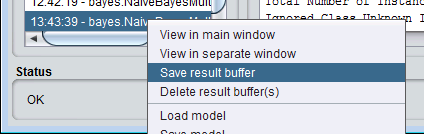 12:42:19 - bayes.NaiveBayesMult
13:43:39 - bayes.NaiveBayesMult
Total Number of Instanc
Ignored Class Unknown I
View in main window
View in separate window
Save result buffer
Delete result buffer(s)
Load model
Save model
Status
OK